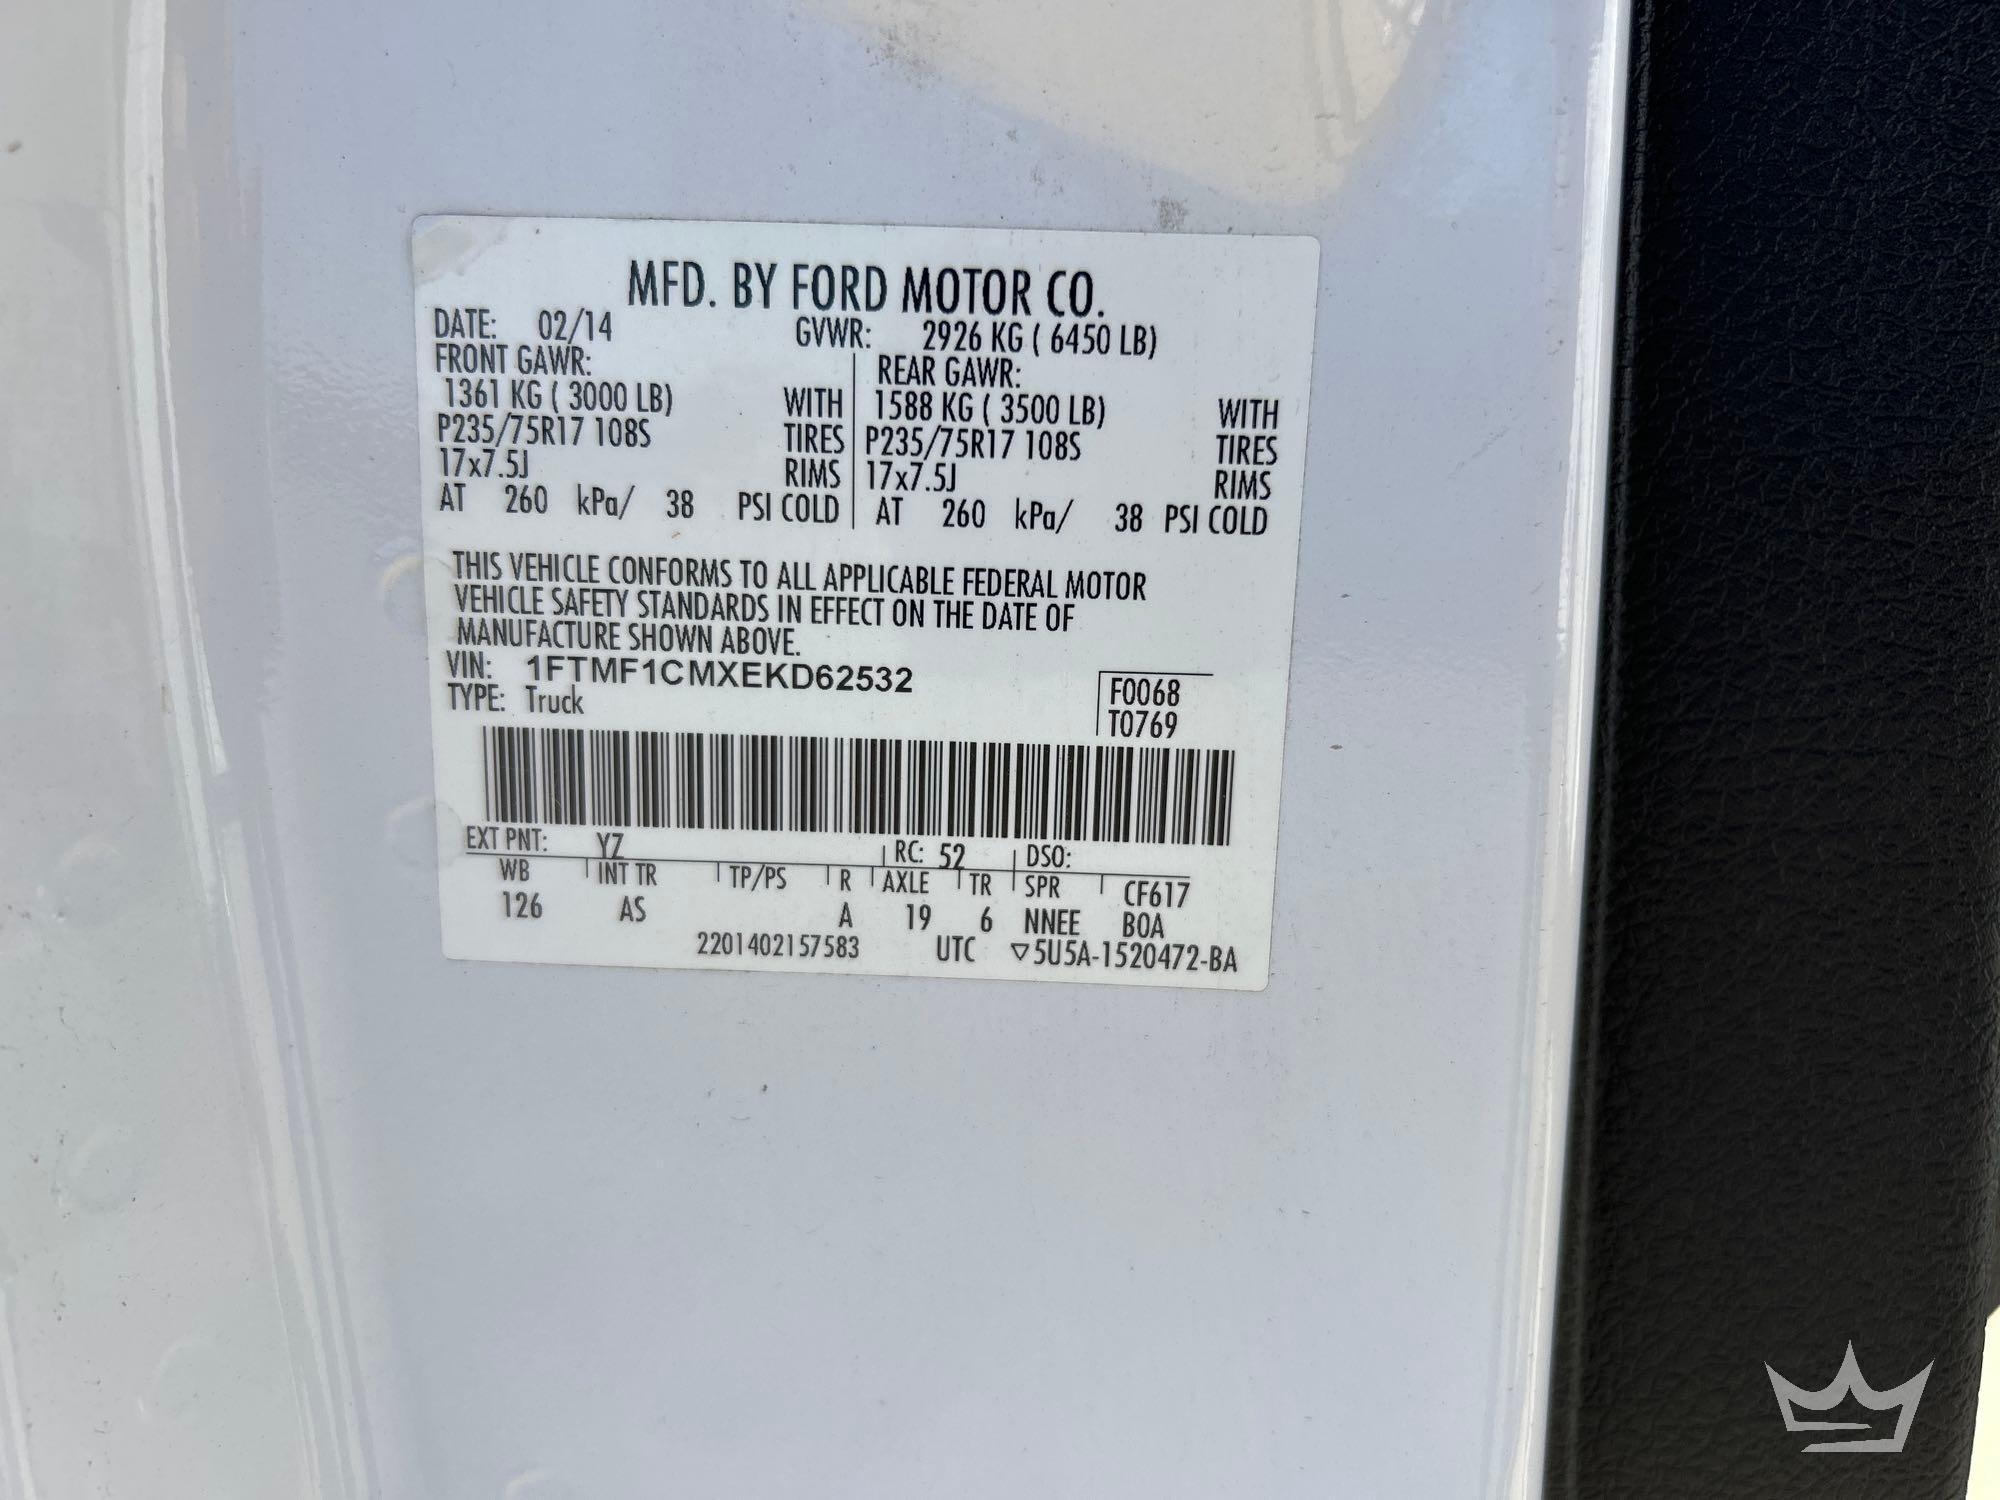 MFD. BY FORD MOTOR CO.
DATE: 02/14 GVWR: 2926 KG ( 6450 LB)
FRONT GAWR: REAR GAWR:
1361 KG ( 3000 LB) WITH 1588 KG ( 3500 LB) WITH
P235/75R17 108S TIRES P235/75R17 108S TIRES
17x7.5J RIMS 17x7.5J RIMS
AT 260 kPa/ 38 PSI COLD AT 260 kPa/ 38 PSI COLD
THIS VEHICLE CONFORMS TO ALL APPLICABLE FEDERAL MOTOR
VEHICLE SAFETY STANDARDS IN EFFECT ON THE DATE OF
MANUFACTURE SHOWN ABOVE.
VIN: 1FTMF1CMXEKD62532
TYPE: Truck
F0068
T0769
EXT PNT: YZ RC: 52 DSO:
WB INT TR TP/PS R AXLE TR SPR CF617
126 AS A 19 6 NNEE BOA
2201402157583 UTC ▽5U5A-1520472-BA